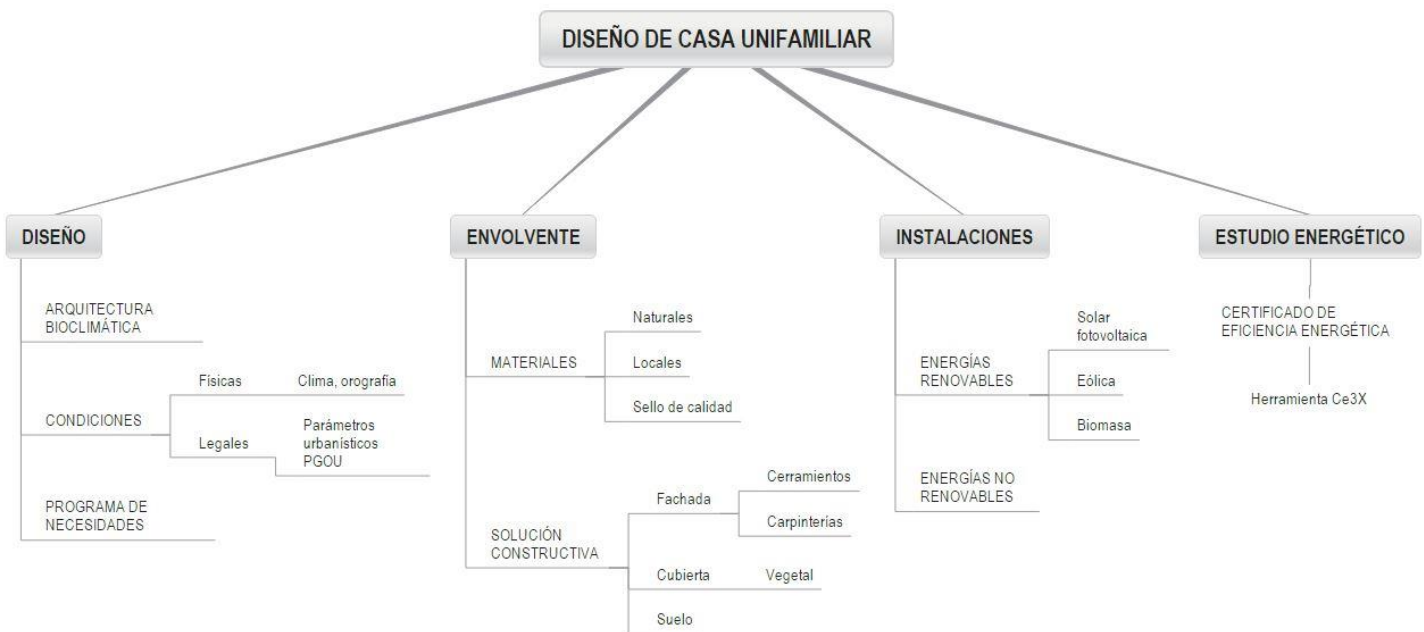 DISEÑO DE CASA UNIFAMILIAR
DISEÑO
ARQUITECTURA
BIOCLIMÁTICA
CONDICIONES
Físicas
Clima, orografía
Legales
Parámetros
urbanísticos
PGOU
PROGRAMA DE
NECESIDADES
ENVOLVENTE
MATERIALES
Naturales
Locales
Sello de calidad
SOLUCIÓN
CONSTRUCTIVA
Fachada
Cerramientos
Carpinterías
Cubierta
Vegetal
Suelo
INSTALACIONES
ENERGÍAS
RENOVABLES
Solar
fotovoltaica
Eólica
Biomasa
ENERGÍAS NO
RENOVABLES
ESTUDIO ENERGÉTICO
CERTIFICADO DE
EFICIENCIA ENERGÉTICA
Herramienta Ce3X